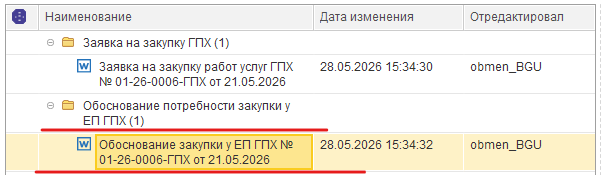 Наименование Дата изменения Отредактировал
Заявка на закупку ГПХ (1)
Заявка на закупку работ услуг ГПХ 28.05.2026 15:34:30 obmen_BGU
№ 01-26-0006-ГПХ от 21.05.2026
Обоснование потребности закупки у
ЕП ГПХ (1)
Обоснование закупки у ЕП ГПХ № 28.05.2026 15:34:32 obmen_BGU
01-26-0006-ГПХ от 21.05.2026